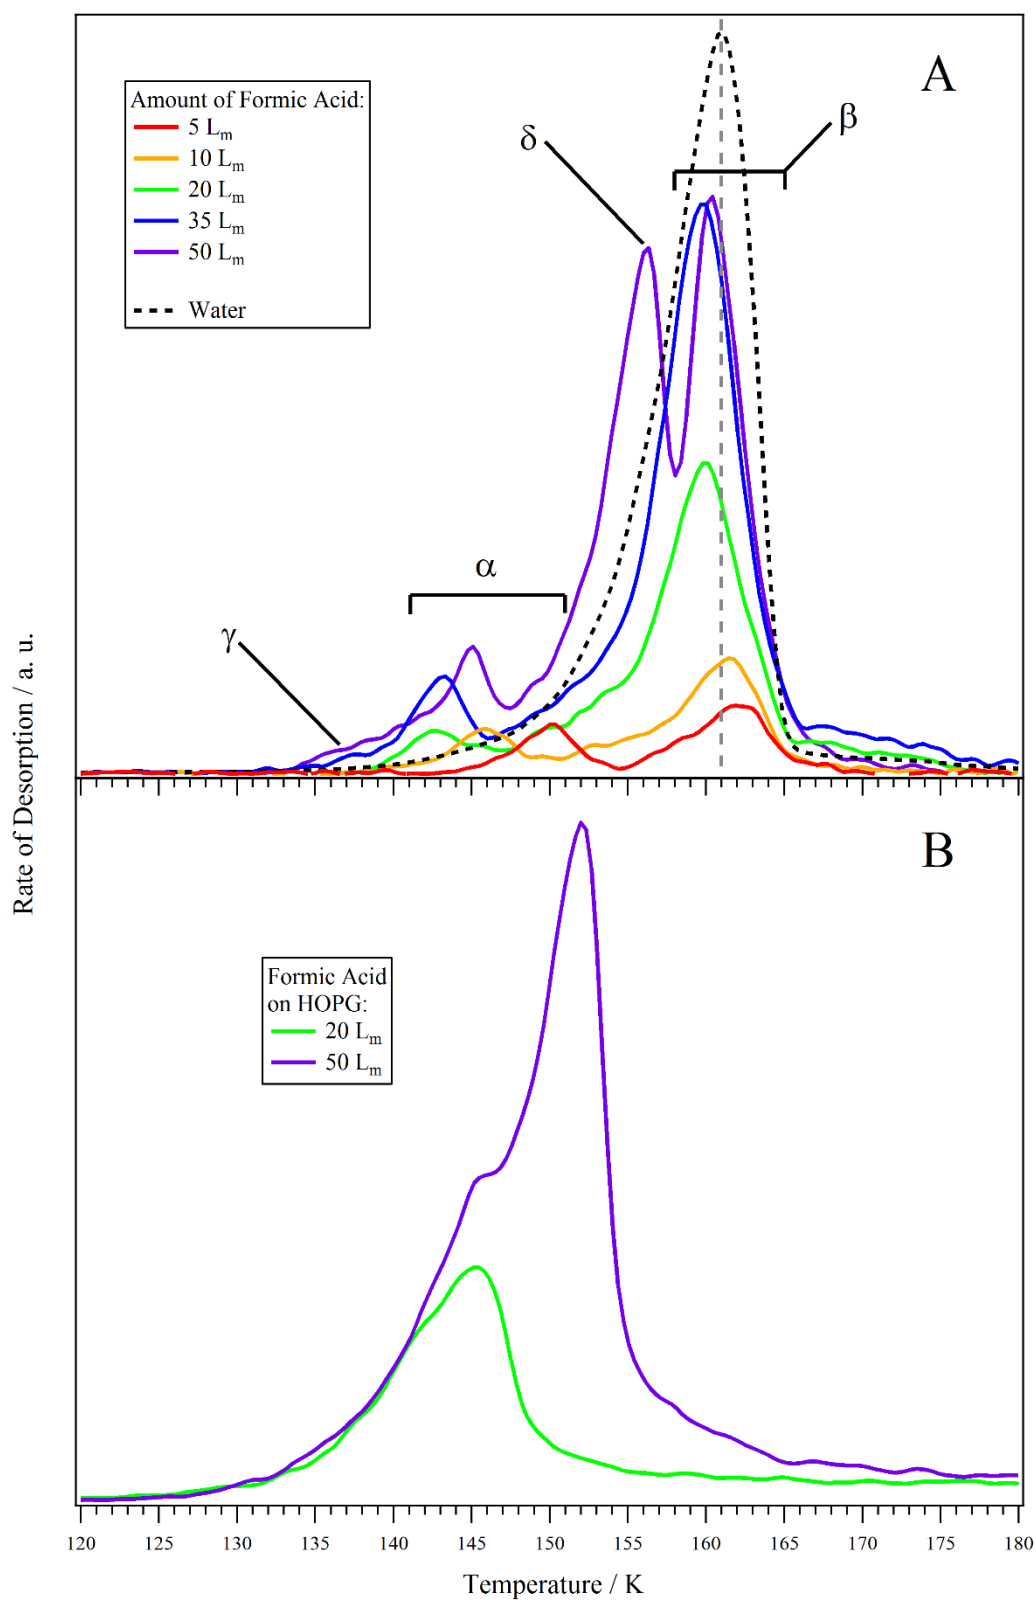 A
Amount of Formic Acid:
5 Lm
10 Lm
20 Lm
35 Lm
50 Lm
Water
δ
β
α
γ
Rate of Desorption / a. u.
B
Formic Acid
on HOPG:
20 Lm
50 Lm
120 125 130 135 140 145 150 155 160 165 170 175 180
Temperature / K